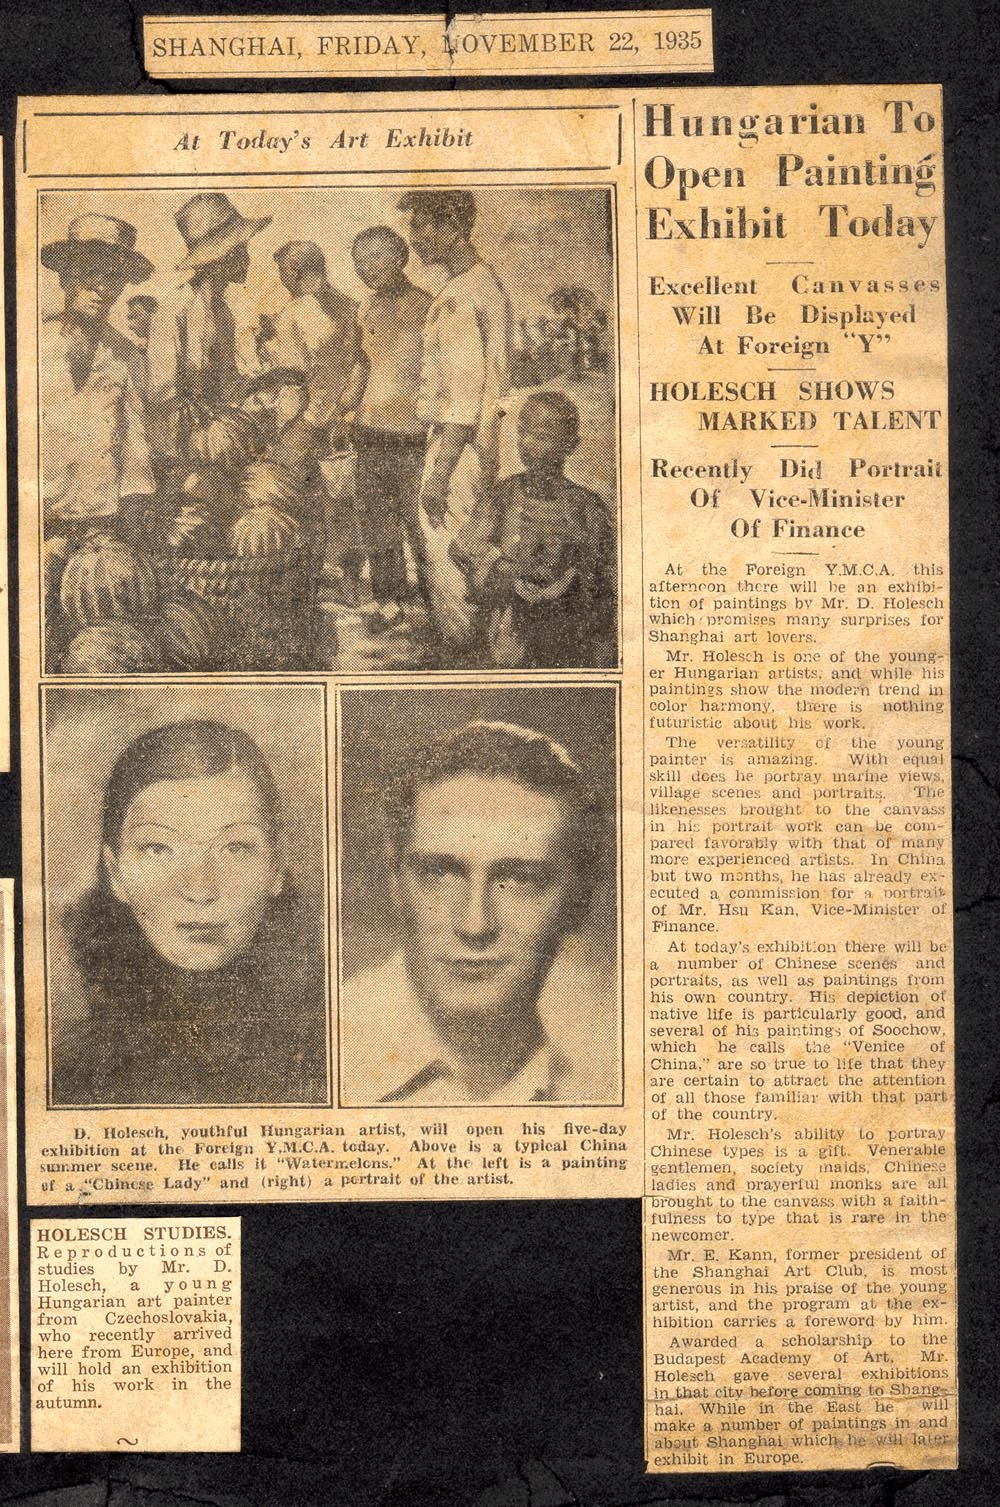 SHANGHAI, FRIDAY, NOVEMBER 22, 1935
At Today's Art Exhibit
D. Holesch, youthful Hungarian artist, will open his five-day
exhibition at the Foreign Y.M.C.A. today. Above is a typical China
summer scene. He calls it "Watermelons." At the left is a painting
of a "Chinese Lady" and (right) a portrait of the artist.
HOLESCH STUDIES.
Reproductions of
studies by Mr. D.
Holesch, a young
Hungarian art painter
from Czechoslovakia,
who recently arrived
here from Europe, and
will hold an exhibition
of his work in the
autumn.
Hungarian To
Open Painting
Exhibit Today
Excellent Canvasses
Will Be Displayed
At Foreign "Y"
HOLESCH SHOWS
MARKED TALENT
Recently Did Portrait
Of Vice-Minister
Of Finance
At the Foreign Y.M.C.A. this
afternoon there will be an exhibi-
tion of paintings by Mr. D. Holesch
which promises many surprises for
Shanghai art lovers.
Mr. Holesch is one of the young-
er Hungarian artists, and while his
paintings show the modern trend in
color harmony, there is nothing
futuristic about his work.
The versatility of the young
painter is amazing. With equal
skill does he portray marine views,
village scenes and portraits. The
likenesses brought to the canvass
in his portrait work can be com-
pared favorably with that of many
more experienced artists. In China
but two months, he has already ex-
ecuted a commission for a portrait
of Mr. Hsu Kan, Vice-Minister of
Finance.
At today's exhibition there will be
a number of Chinese scenes and
portraits, as well as paintings from
his own country. His depiction of
native life is particularly good, and
several of his paintings of Soochow,
which he calls the "Venice of
China," are so true to life that they
are certain to attract the attention
of all those familiar with that part
of the country.
Mr. Holesch's ability to portray
Chinese types is a gift. Venerable
gentlemen, society maids, Chinese
ladies and prayerful monks are all
brought to the canvass with a faith-
fulness to type that is rare in the
newcomer.
Mr. E. Kann, former president of
the Shanghai Art Club, is most
generous in his praise of the young
artist, and the program at the ex-
hibition carries a foreword by him.
Awarded a scholarship to the
Budapest Academy of Art, Mr.
Holesch gave several exhibitions
in that city before coming to Shang-
hai. While in the East he will
make a number of paintings in and
about Shanghai which he will later
exhibit in Europe.